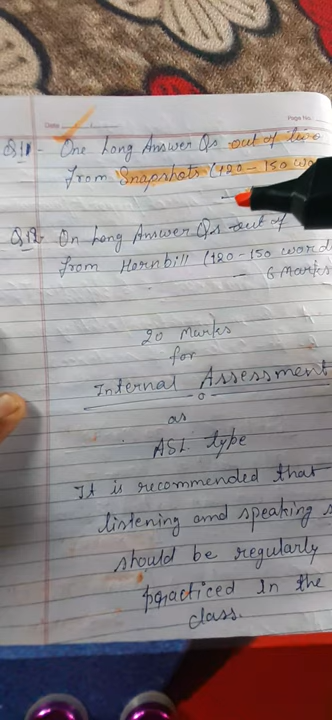 Date
Page No.
Q11- One Long Answer Qs out of two
from Snapshots (120-150 wo
Q12- On Long Answer Qs out of
from Hornbill (120-150 word
- 6 Marks
20 Marks
for
Internal Assessment
as
ASL type
It is recommended that
listening and speaking s
should be regularly
practiced in the
class.